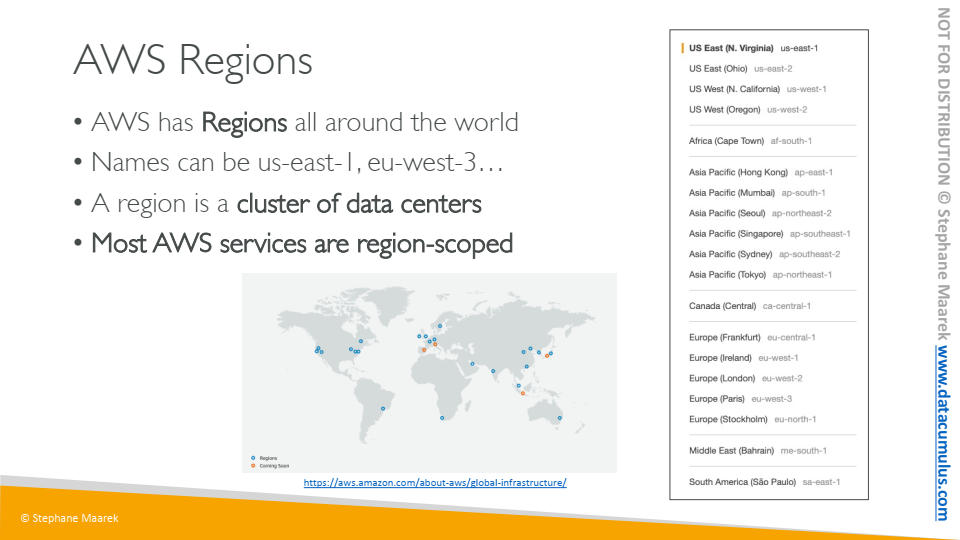 AWS Regions
• AWS has Regions all around the world
• Names can be us-east-1, eu-west-3…
• A region is a cluster of data centers
• Most AWS services are region-scoped
Regions
Coming Soon
https://aws.amazon.com/about-aws/global-infrastructure/
US East (N. Virginia) us-east-1
US East (Ohio) us-east-2
US West (N. California) us-west-1
US West (Oregon) us-west-2
Africa (Cape Town) af-south-1
Asia Pacific (Hong Kong) ap-east-1
Asia Pacific (Mumbai) ap-south-1
Asia Pacific (Seoul) ap-northeast-2
Asia Pacific (Singapore) ap-southeast-1
Asia Pacific (Sydney) ap-southeast-2
Asia Pacific (Tokyo) ap-northeast-1
Canada (Central) ca-central-1
Europe (Frankfurt) eu-central-1
Europe (Ireland) eu-west-1
Europe (London) eu-west-2
Europe (Paris) eu-west-3
Europe (Stockholm) eu-north-1
Middle East (Bahrain) me-south-1
South America (São Paulo) sa-east-1
NOT FOR DISTRIBUTION © Stephane Maarek www.datacumulus.com
© Stephane Maarek